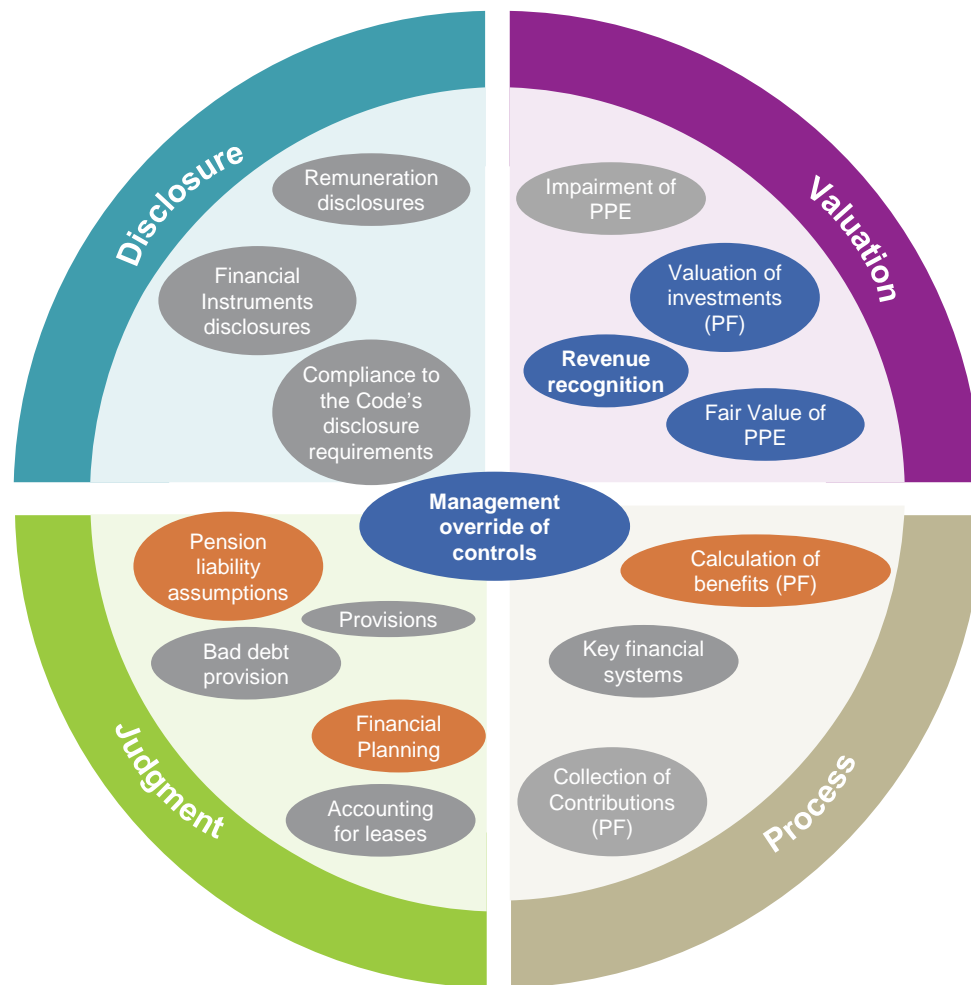 Disclosure
Remuneration
disclosures
Financial
Instruments
disclosures
Compliance to
the Code’s
disclosure
requirements
Valuation
Impairment of
PPE
Valuation of
investments
(PF)
Revenue
recognition
Fair Value of
PPE
Management
override of
controls
Judgment
Pension
liability
assumptions
Provisions
Bad debt
provision
Financial
Planning
Accounting
for leases
Process
Calculation of
benefits (PF)
Key financial
systems
Collection of
Contributions
(PF)